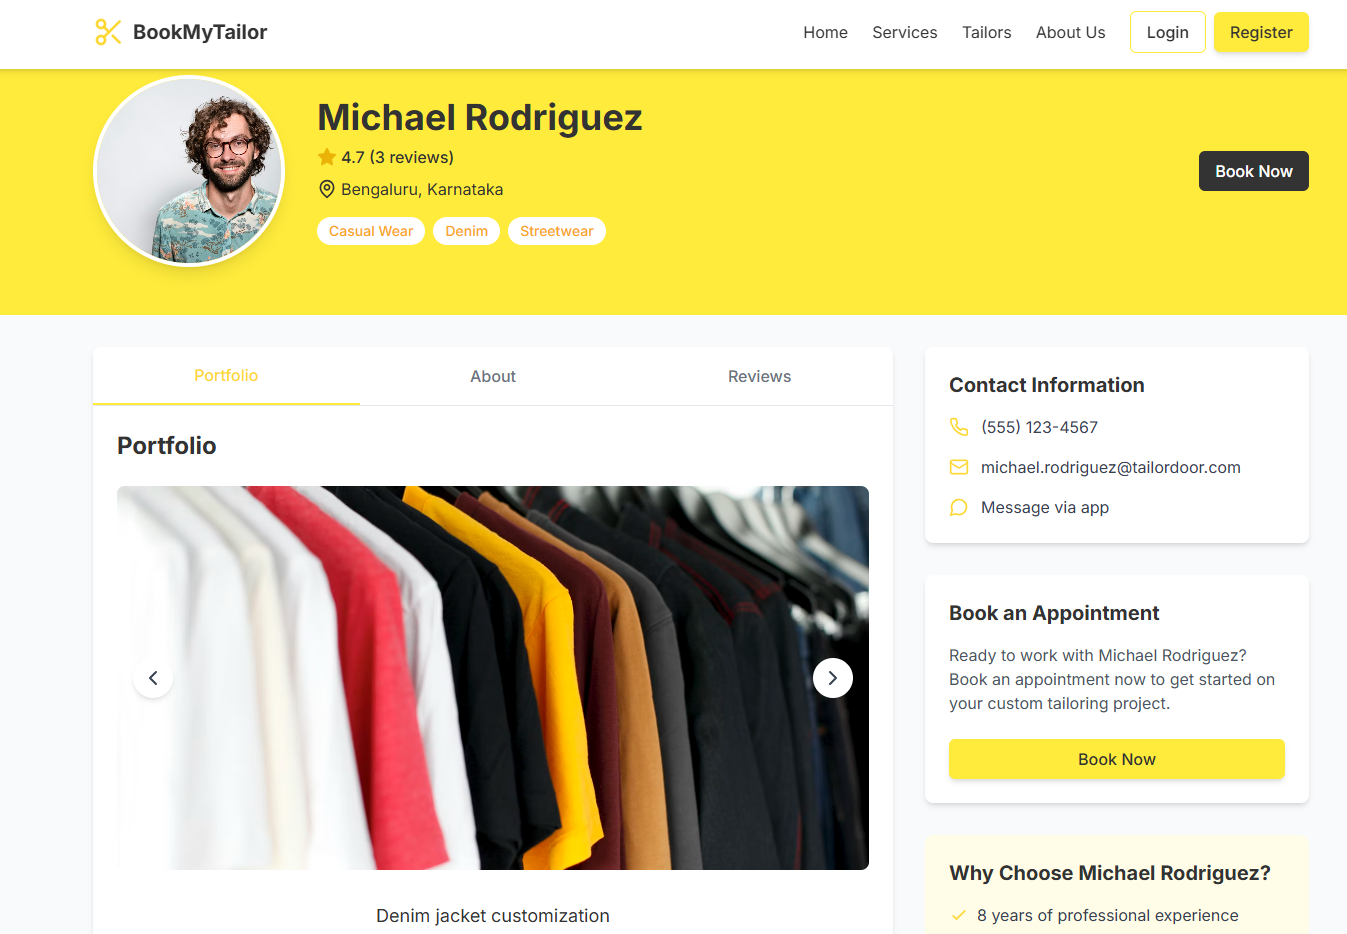 BookMyTailor
Home
Services
Tailors
About Us
Login
Register
Michael Rodriguez
4.7 (3 reviews)
Bengaluru, Karnataka
Casual Wear
Denim
Streetwear
Book Now
Portfolio
About
Reviews
Portfolio
Denim jacket customization
Contact Information
(555) 123-4567
michael.rodriguez@tailordoor.com
Message via app
Book an Appointment
Ready to work with Michael Rodriguez?
Book an appointment now to get started on
your custom tailoring project.
Book Now
Why Choose Michael Rodriguez?
8 years of professional experience